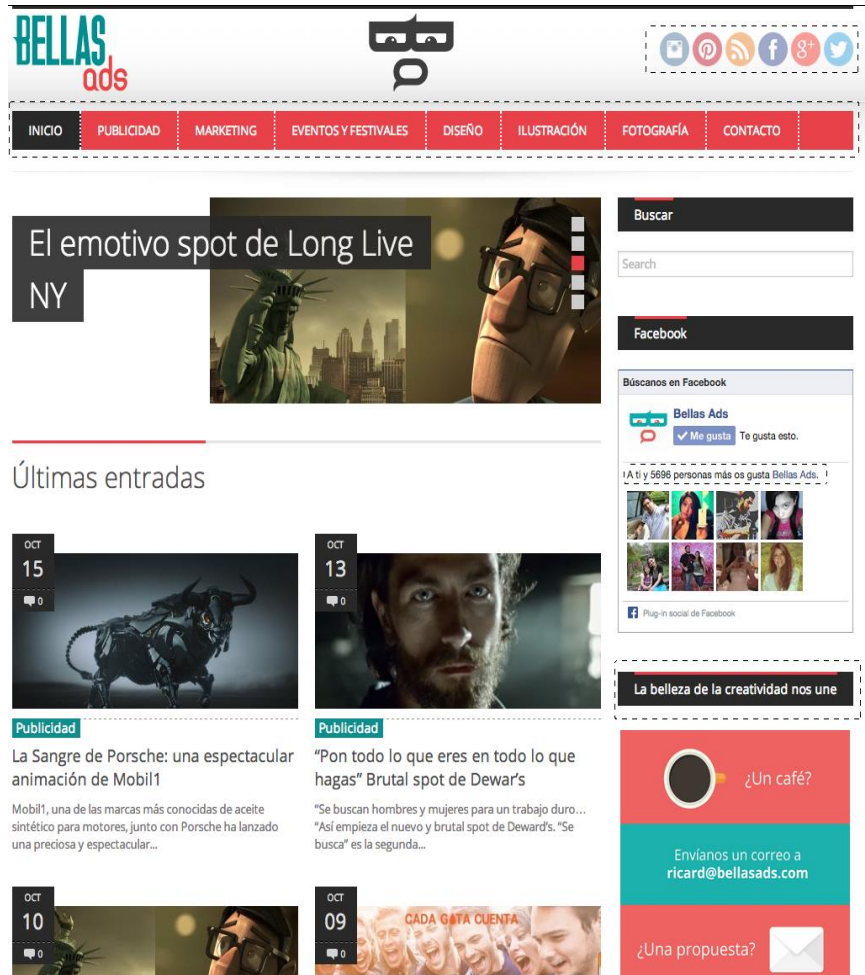 BELLAS
ads
INICIO
PUBLICIDAD
MARKETING
EVENTOS Y FESTIVALES
DISEÑO
ILUSTRACIÓN
FOTOGRAFÍA
CONTACTO
El emotivo spot de Long Live
NY
Últimas entradas
OCT
15
0
Publicidad
La Sangre de Porsche: una espectacular
animación de Mobil1
Mobil1, una de las marcas más conocidas de aceite
sintético para motores, junto con Porsche ha lanzado
una preciosa y espectacular...
OCT
13
0
Publicidad
“Pon todo lo que eres en todo lo que
hagas” Brutal spot de Dewar’s
“Se buscan hombres y mujeres para un trabajo duro…
“Así empieza el nuevo y brutal spot de Deward’s. “Se
busca” es la segunda...
OCT
10
0
OCT
09
0
CADA GOTA CUENTA
Buscar
Search
Facebook
Búscanos en Facebook
Bellas Ads
Me gusta Te gusta esto.
A ti y 5696 personas más os gusta Bellas Ads.
Plug-in social de Facebook
La belleza de la creatividad nos une
¿Un café?
Envíanos un correo a
ricard@bellasads.com
¿Una propuesta?